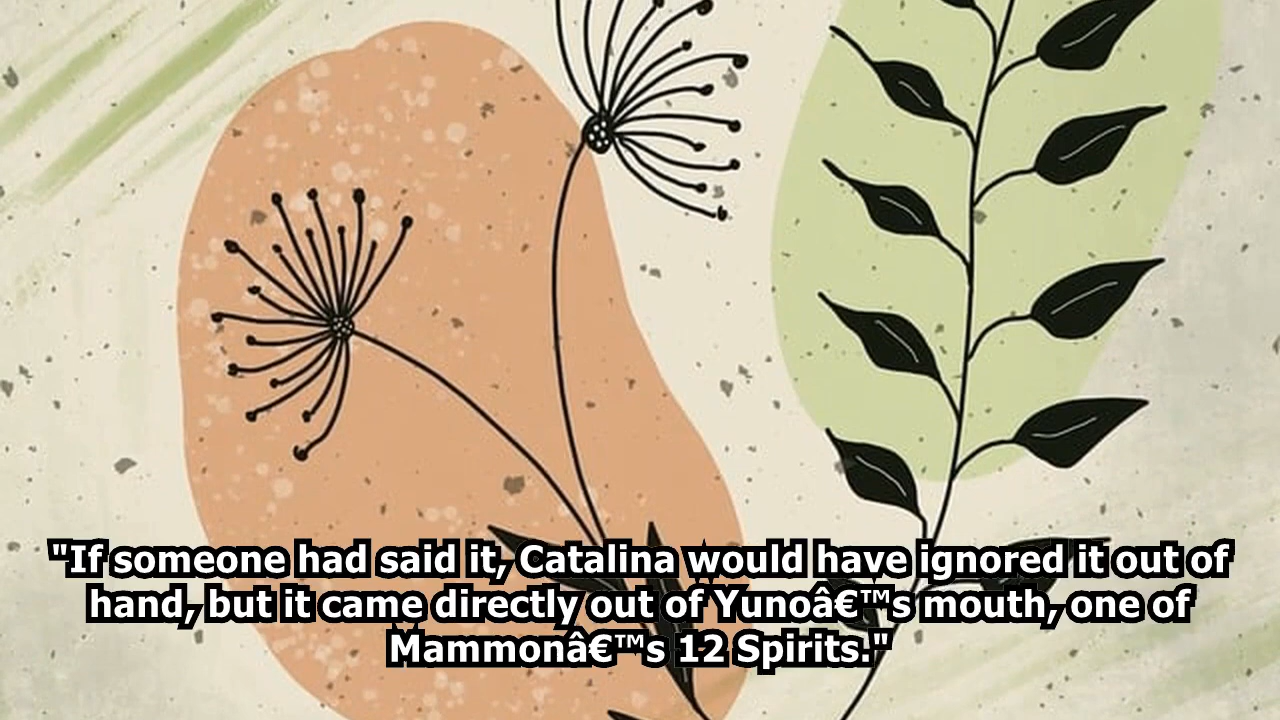 "If someone had said it, Catalina would have ignored it out of
hand, but it came directly out of Yunoâ€™s mouth, one of
Mammonâ€™s 12 Spirits."